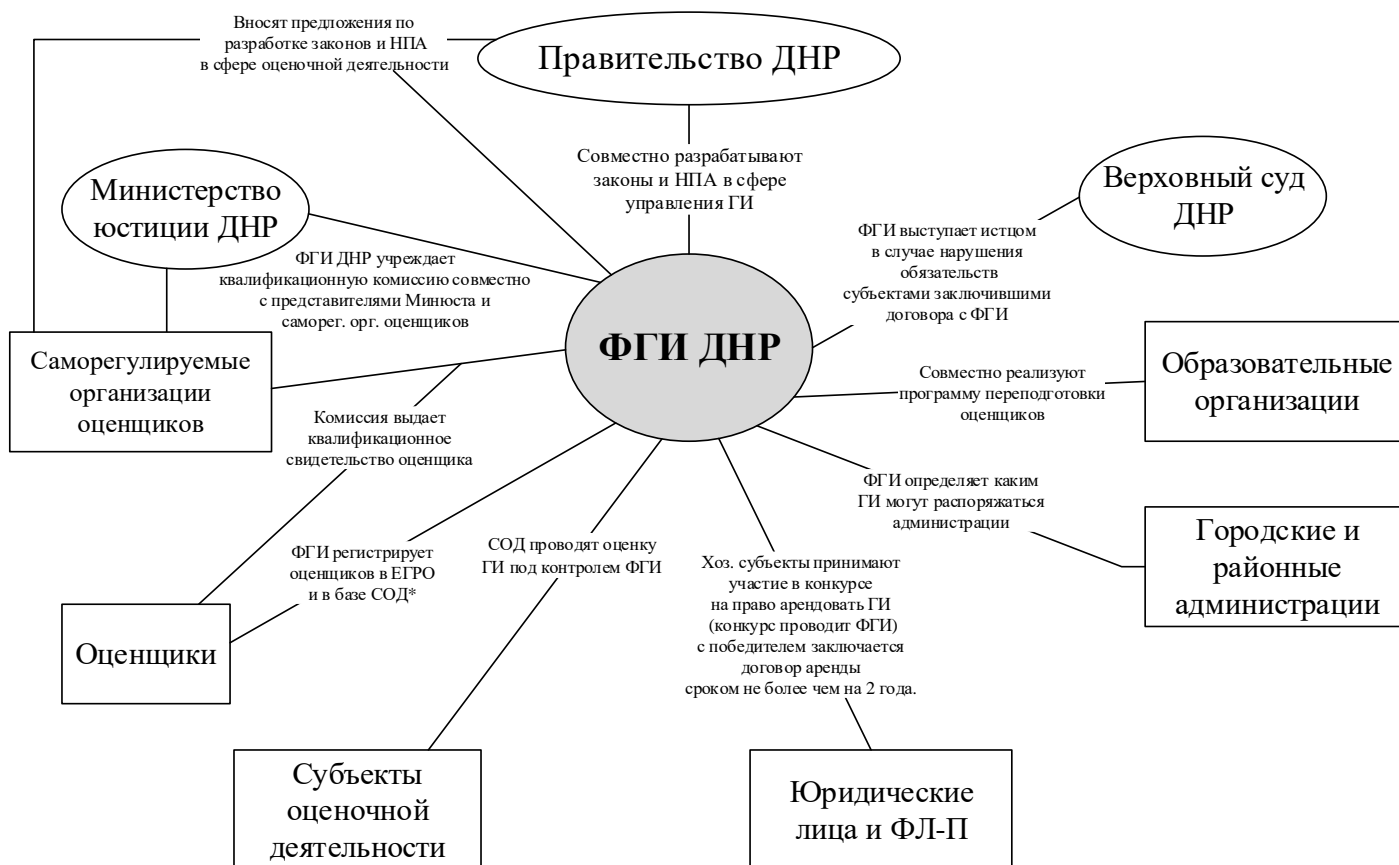 Вносят предложения по
разработке законов и НПА
в сфере оценочной деятельности
Правительство ДНР
Совместно разрабатывают
законы и НПА в сфере
управления ГИ
Министерство
юстиции ДНР
Верховный суд
ДНР
ФГИ выступает истцом
в случае нарушения
обязательств
субъектами заключившими
договора с ФГИ
ФГИ ДНР учреждает
квалификационную комиссию совместно
с представителями Минюста и
саморег. орг. оценщиков
ФГИ ДНР
Саморегулируемые
организации
оценщиков
Образовательные
организации
Совместно реализуют
программу переподготовки
оценщиков
Комиссия выдает
квалификационное
свидетельство оценщика
ФГИ определяет каким
ГИ могут распоряжаться
администрации
Городские и
районные
администрации
ФГИ регистрирует
оценщиков в ЕГРО
и в базе СОД*
СОД проводят оценку
ГИ под контролем ФГИ
Хоз. субъекты принимают
участие в конкурсе
на право арендовать ГИ
(конкурс проводит ФГИ)
с победителем заключается
договор аренды
сроком не более чем на 2 года.
Оценщики
Субъекты
оценочной
деятельности
Юридические
лица и ФЛ-П